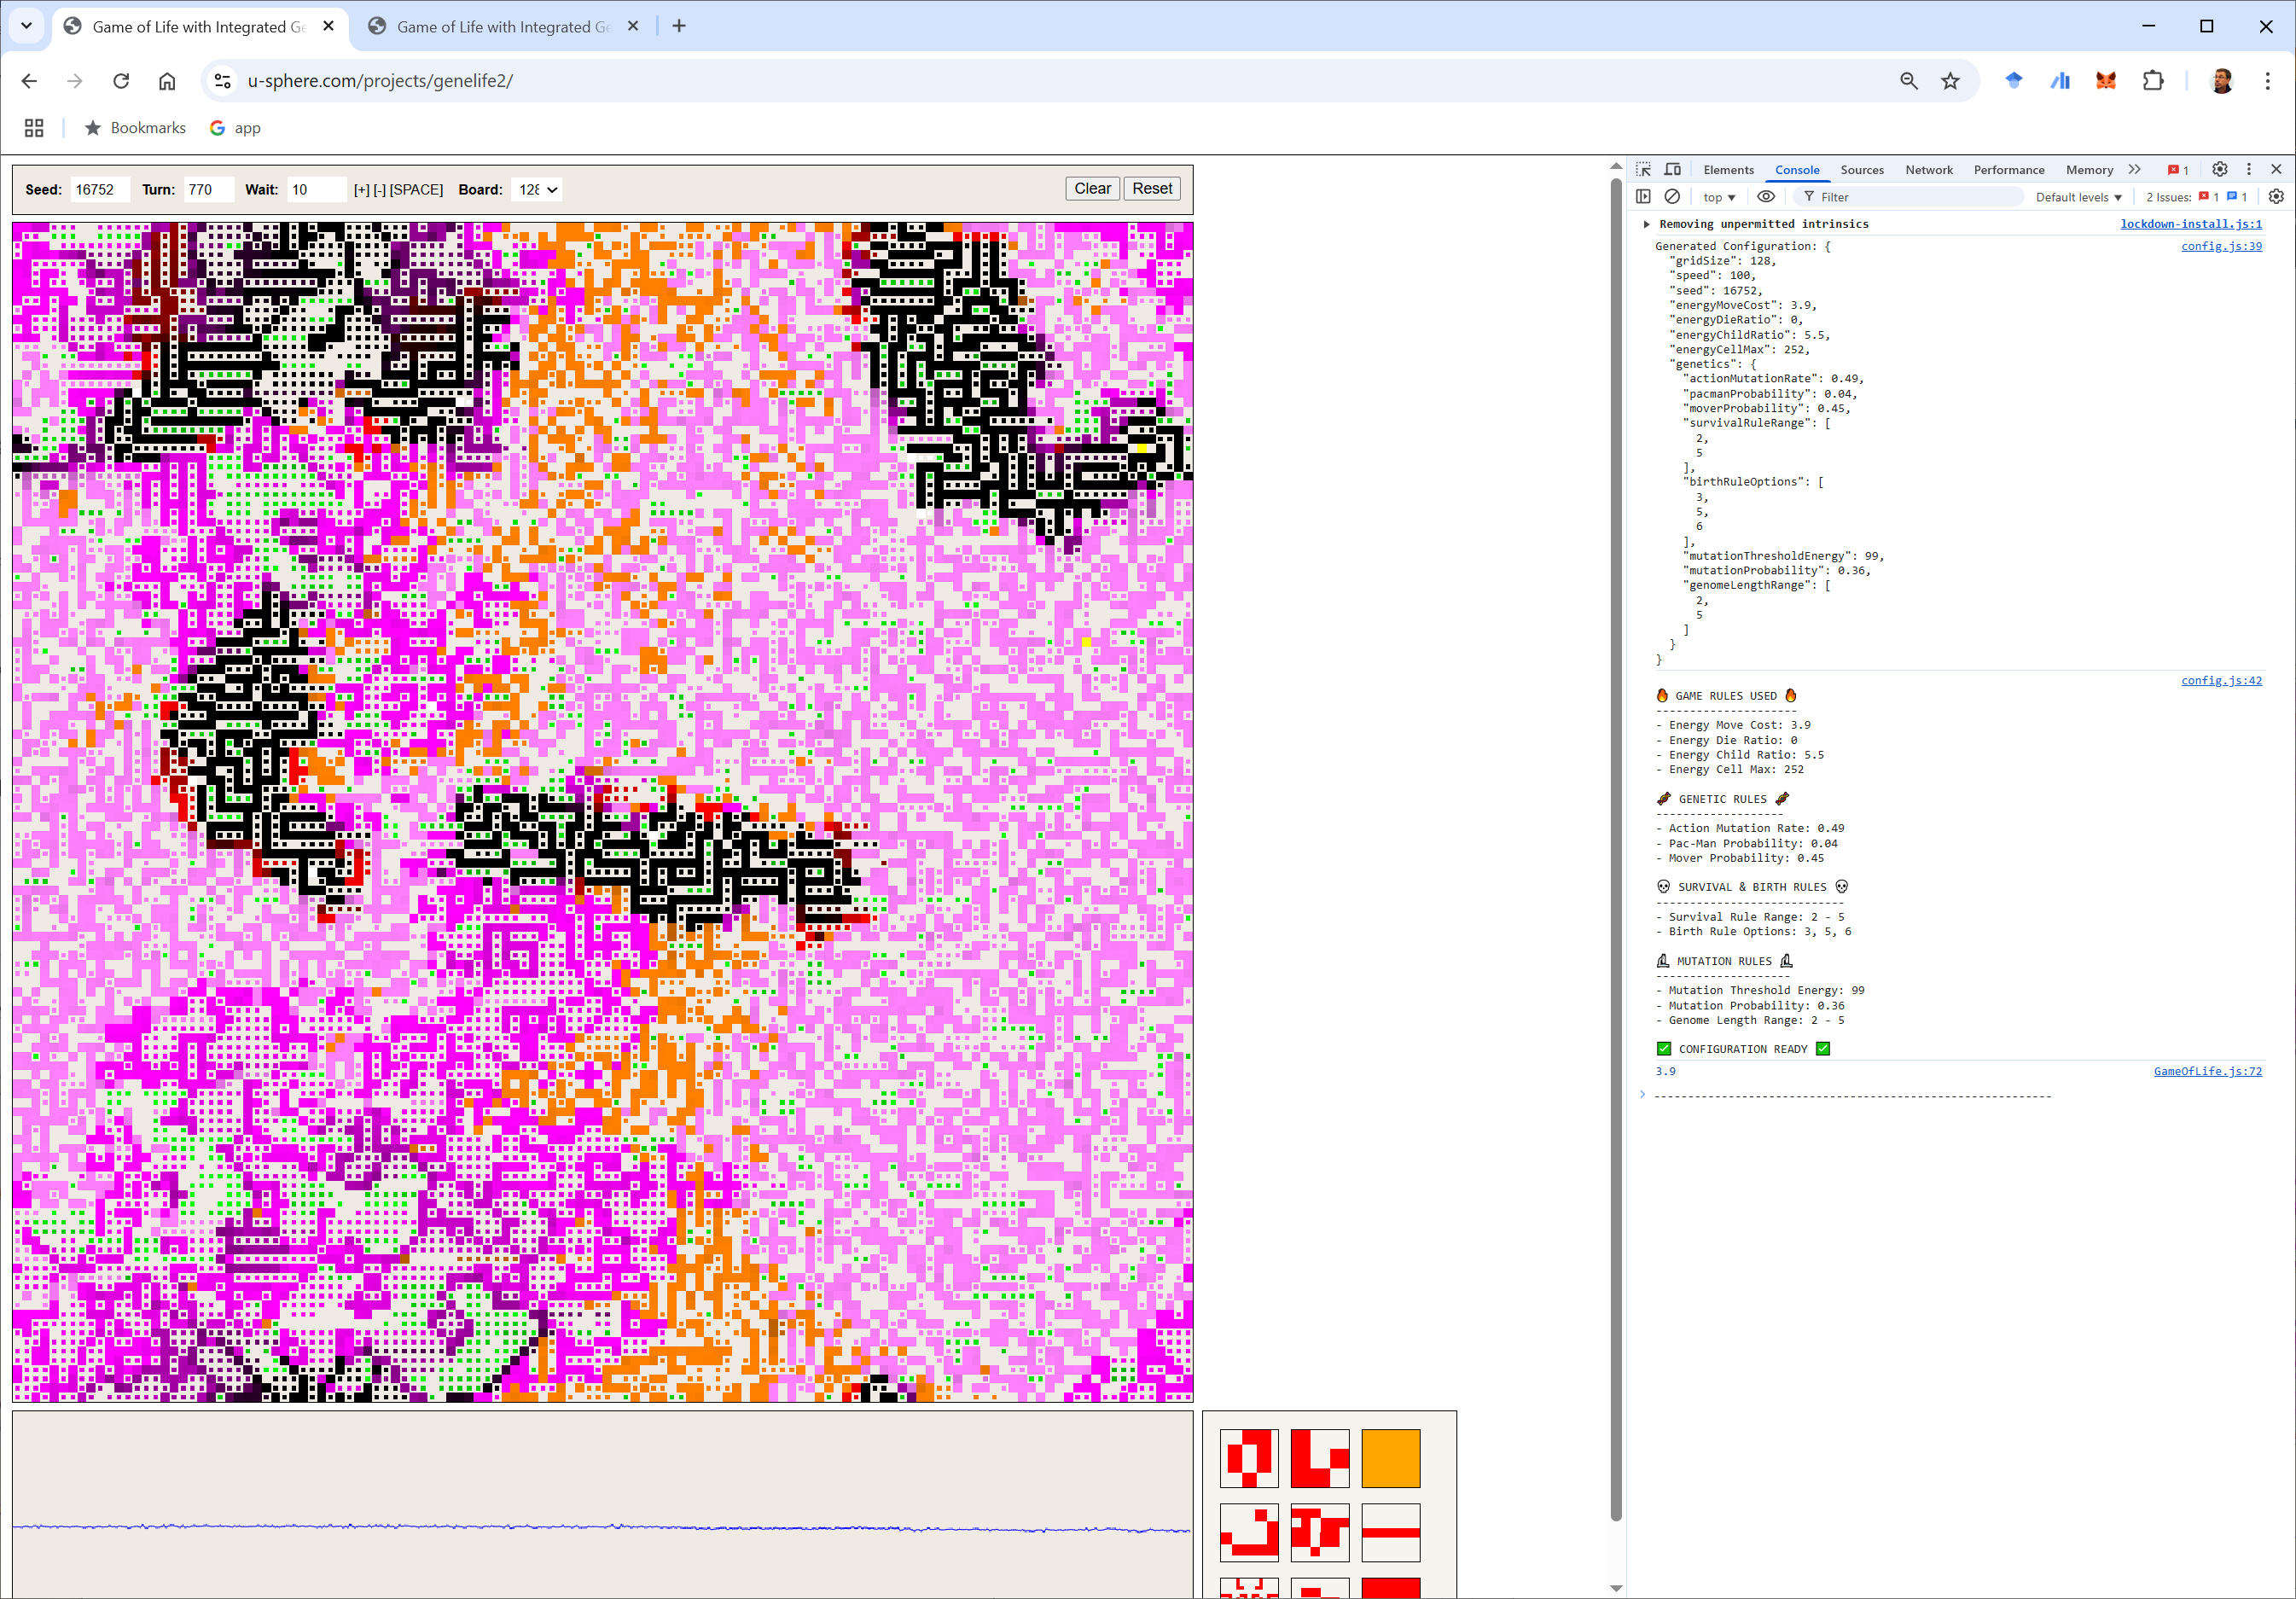 Game of Life with Integrated Ge
Game of Life with Integrated Ge
u-sphere.com/projects/genelife2/
Bookmarks
app
Seed: 16752 Turn: 770 Wait: 10 [+] [-] [SPACE] Board: 128 Clear Reset
Elements Console Sources Network Performance Memory 1
top Filter Default levels 2 Issues: 1 1
Removing unpermitted intrinsics lockdown-install.js:1
Generated Configuration: { config.js:39
"gridSize": 128,
"speed": 100,
"seed": 16752,
"energyMoveCost": 3.9,
"energyDieRatio": 0,
"energyChildRatio": 5.5,
"energyCellMax": 252,
"genetics": {
"actionMutationRate": 0.49,
"pacmanProbability": 0.04,
"moverProbability": 0.45,
"survivalRuleRange": [
2,
5
],
"birthRuleOptions": [
3,
5,
6
],
"mutationThresholdEnergy": 99,
"mutationProbability": 0.36,
"genomeLengthRange": [
2,
5
]
}
}
config.js:42
🔥 GAME RULES USED 🔥
---------------------
- Energy Move Cost: 3.9
- Energy Die Ratio: 0
- Energy Child Ratio: 5.5
- Energy Cell Max: 252
🧬 GENETIC RULES 🧬
-------------------
- Action Mutation Rate: 0.49
- Pac-Man Probability: 0.04
- Mover Probability: 0.45
💀 SURVIVAL & BIRTH RULES 💀
----------------------------
- Survival Rule Range: 2 - 5
- Birth Rule Options: 3, 5, 6
🔬 MUTATION RULES 🔬
--------------------
- Mutation Threshold Energy: 99
- Mutation Probability: 0.36
- Genome Length Range: 2 - 5
✅ CONFIGURATION READY ✅
3.9 GameOfLife.js:72
> -----------------------------------------------------------